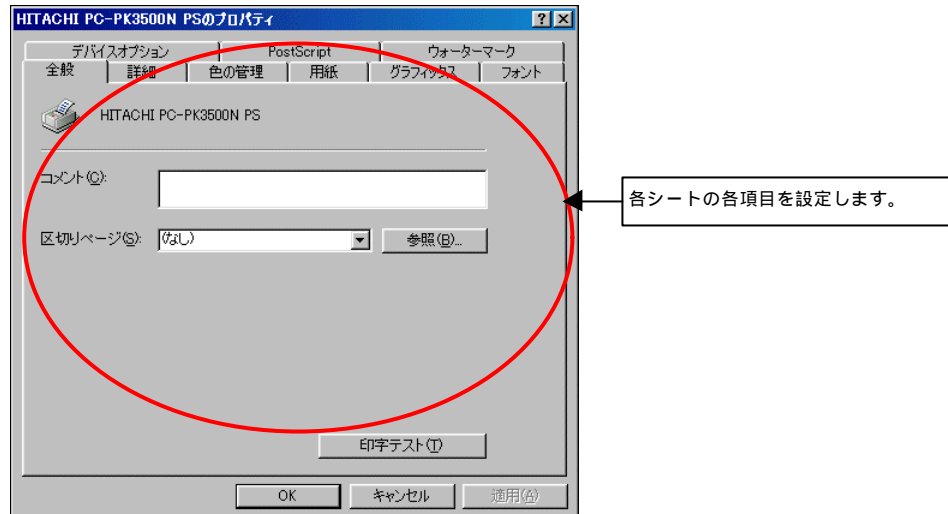 HITACHI PC-PK3500N PSのプロパティ
デバイスオプション PostScript ウォーターマーク
全般 詳細 色の管理 用紙 グラフィックス フォント
HITACHI PC-PK3500N PS
コメント(C):
区切りページ(S): (なし) 参照(B)...
各シートの各項目を設定します。
印字テスト(T)
OK キャンセル 適用(A)